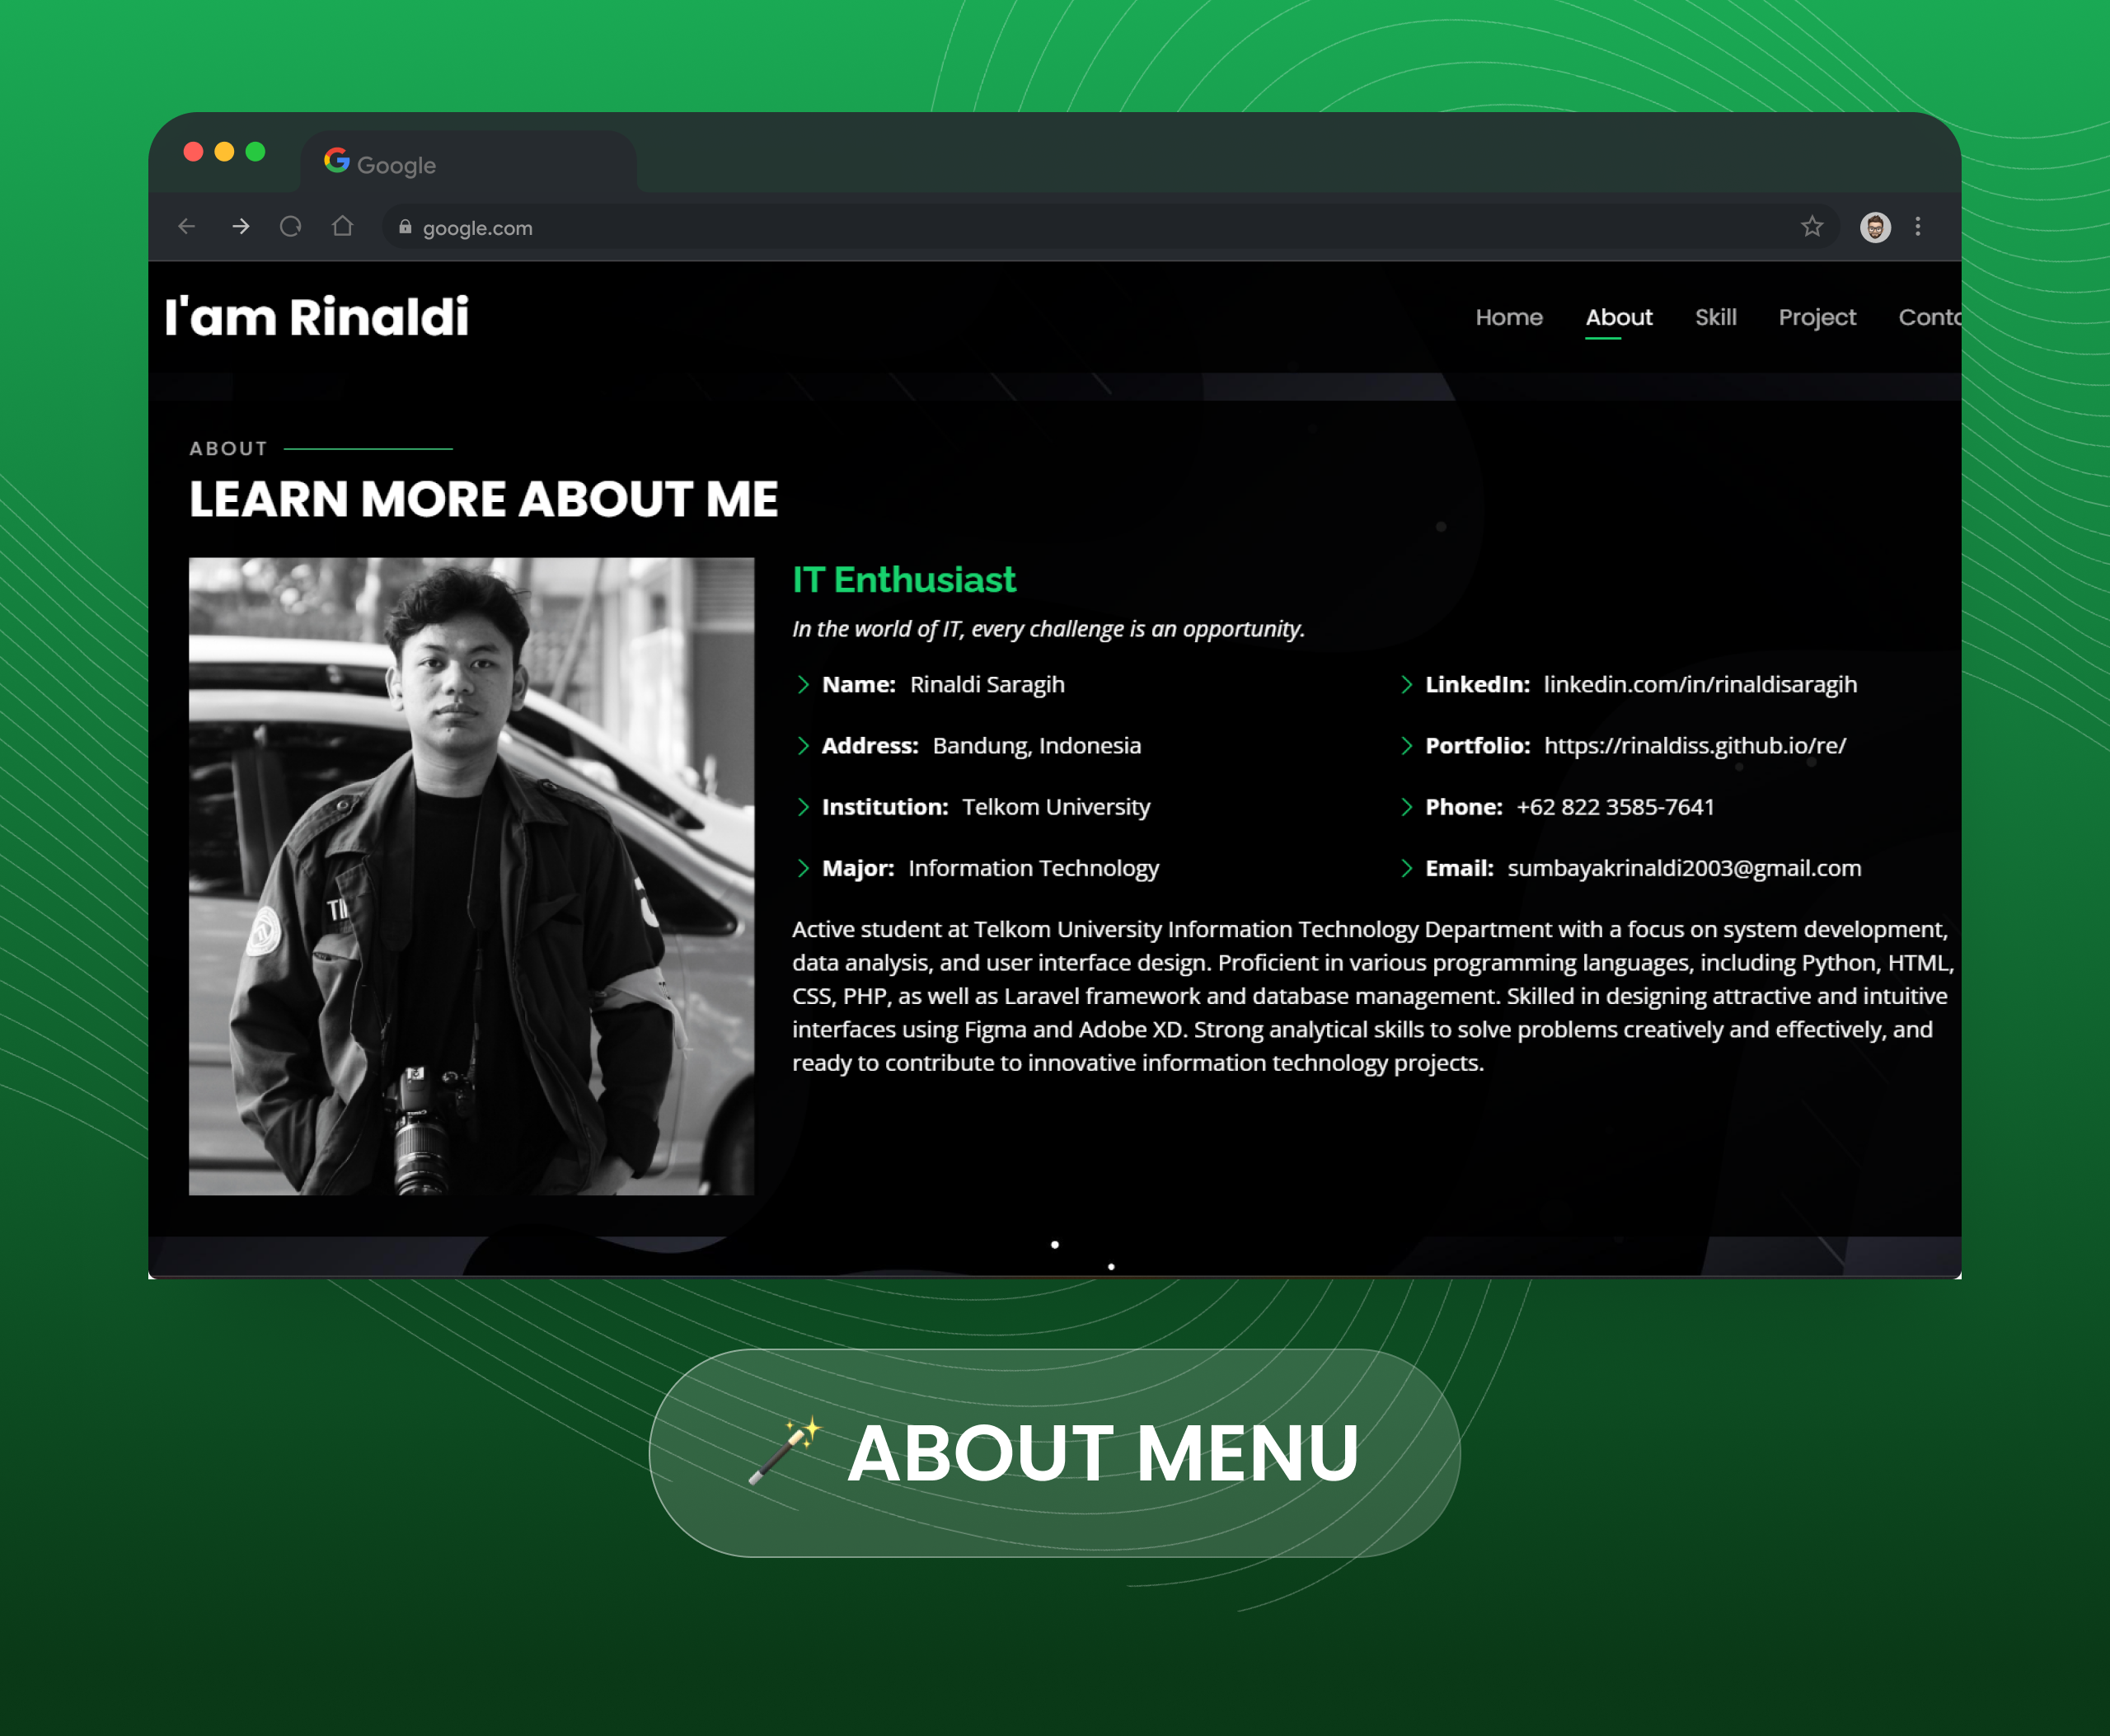 Google
google.com
I'am Rinaldi
Home About Skill Project
ABOUT
LEARN MORE ABOUT ME
IT Enthusiast
In the world of IT, every challenge is an opportunity.
Name: Rinaldi Saragih
LinkedIn: linkedin.com/in/rinaldisaragih
Address: Bandung, Indonesia
Portfolio: https://rinaldiss.github.io/re/
Institution: Telkom University
Phone: +62 822 3585-7641
Major: Information Technology
Email: sumbayakrinaldi2003@gmail.com
Active student at Telkom University Information Technology Department with a focus on system development,
data analysis, and user interface design. Proficient in various programming languages, including Python, HTML,
CSS, PHP, as well as Laravel framework and database management. Skilled in designing attractive and intuitive
interfaces using Figma and Adobe XD. Strong analytical skills to solve problems creatively and effectively, and
ready to contribute to innovative information technology projects.
ABOUT MENU